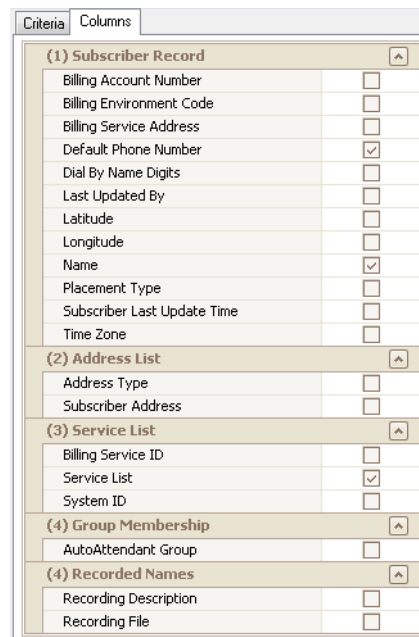 Criteria Columns
(1) Subscriber Record
Billing Account Number
Billing Environment Code
Billing Service Address
Default Phone Number
Dial By Name Digits
Last Updated By
Latitude
Longitude
Name
Placement Type
Subscriber Last Update Time
Time Zone
(2) Address List
Address Type
Subscriber Address
(3) Service List
Billing Service ID
Service List
System ID
(4) Group Membership
AutoAttendant Group
(4) Recorded Names
Recording Description
Recording File